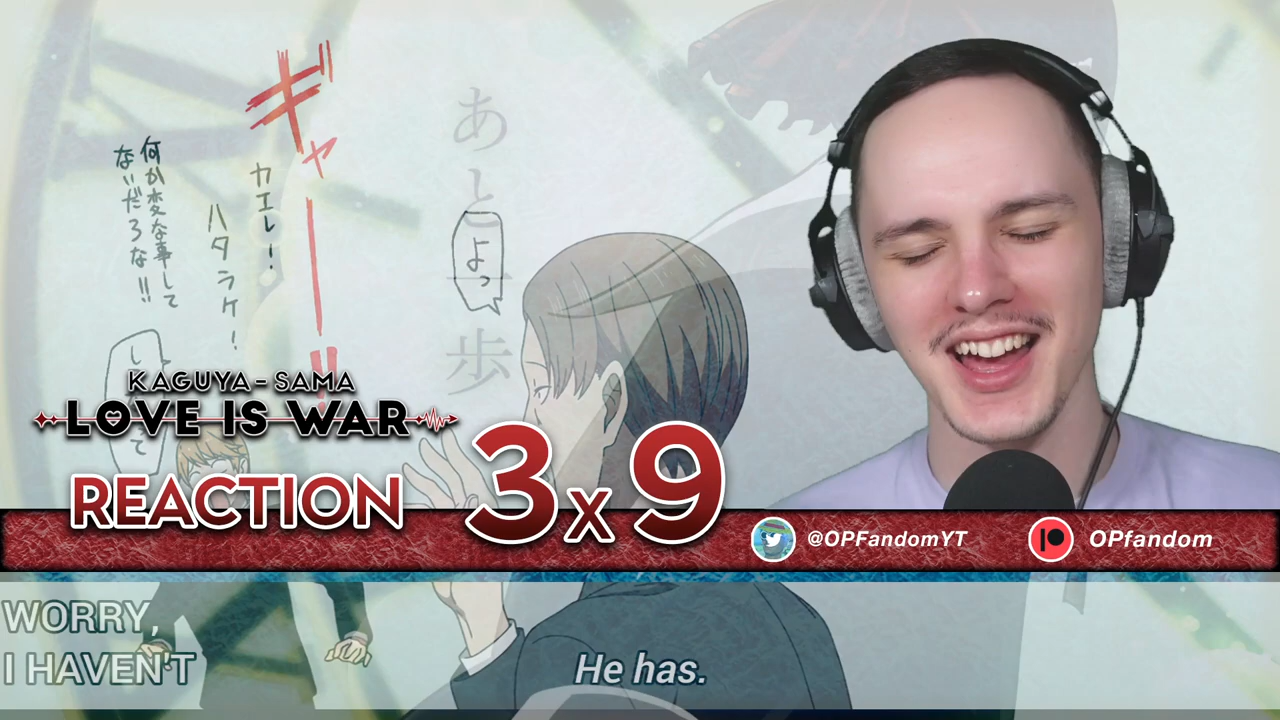 ギャー!!
あと一歩
よっ
カエレ!
ハタラケ!
何か変な事して
ないだろな!!
KAGUYA-SAMA
LOVE IS WAR
REACTION
3x9
@OPFandomYT
OPfandom
WORRY,
I HAVEN'T
He has.